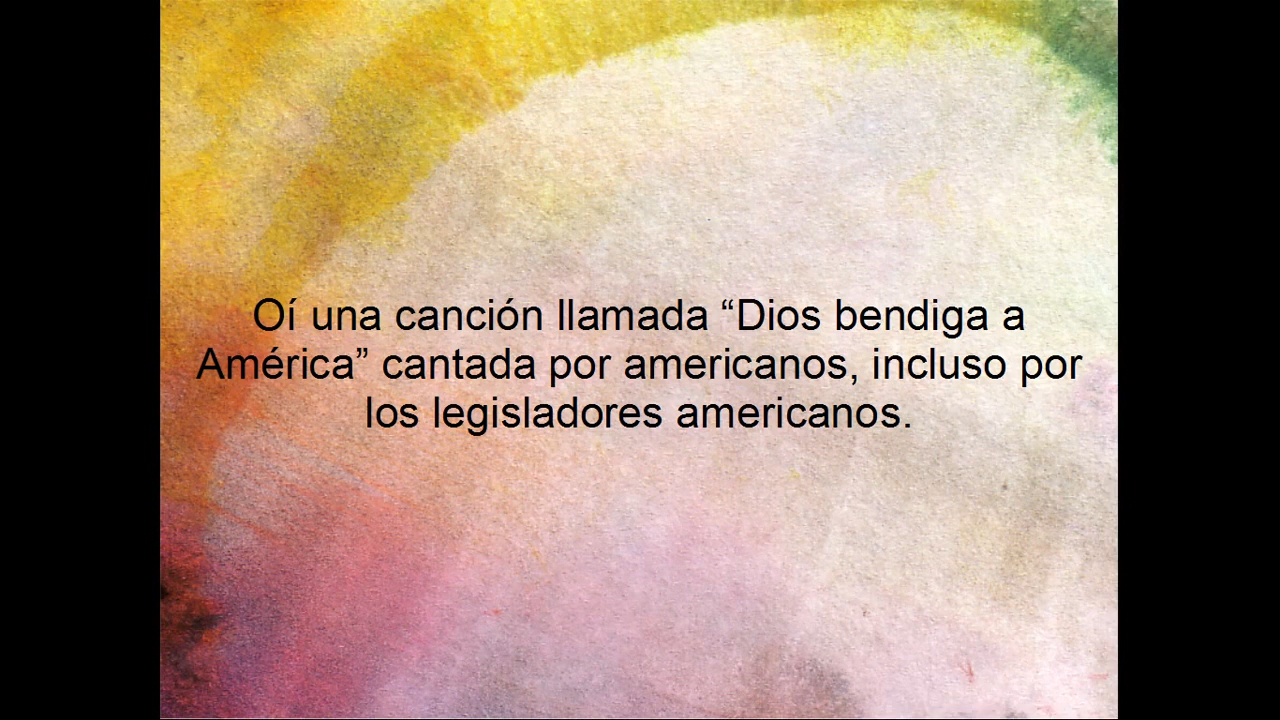 Oí una canción llamada “Dios bendiga a
América” cantada por americanos, incluso por
los legisladores americanos.